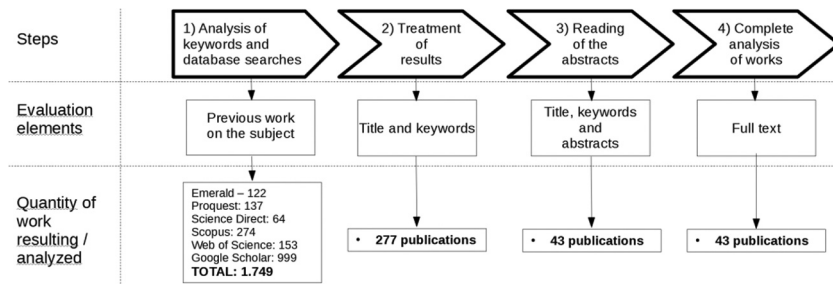 Steps
1) Analysis of
keywords and
database searches
2) Treatment
of
results
3) Reading
of the
abstracts
4) Complete
analysis
of works
Evaluation
elements
Previous work
on the subject
Title and keywords
Title, keywords
and
abstracts
Full text
Quantity of
work
resulting /
analyzed
Emerald – 122
Proquest: 137
Science Direct: 64
Scopus: 274
Web of Science: 153
Google Scholar: 999
TOTAL: 1.749
• 277 publications
• 43 publications
• 43 publications